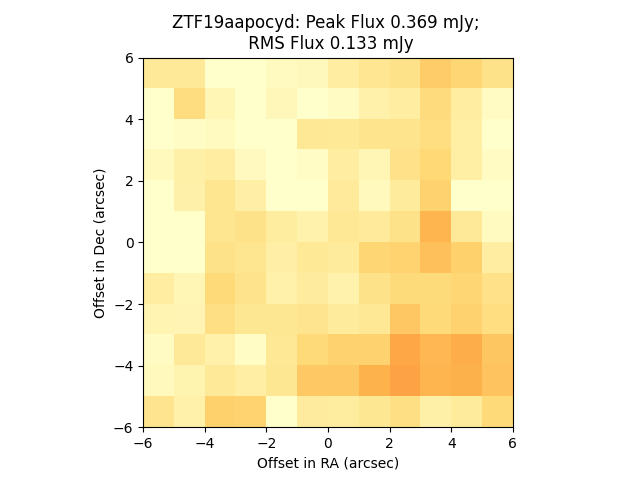 ZTF19aapocyd: Peak Flux 0.369 mJy;
RMS Flux 0.133 mJy
6
4
2
0
−2
−4
−6
Offset in Dec (arcsec)
−6 −4 −2 0 2 4 6
Offset in RA (arcsec)